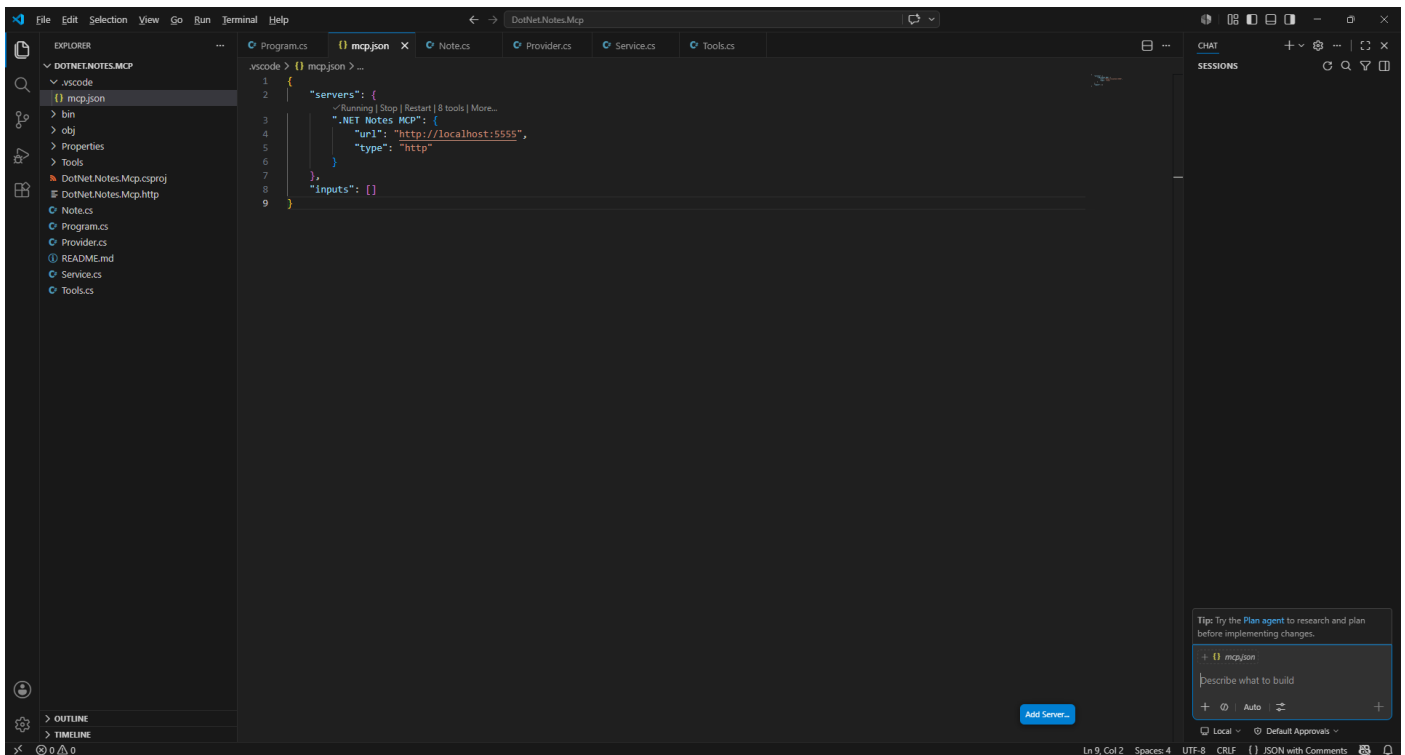 File Edit Selection View Go Run Terminal Help
DotNet.Notes.Mcp
EXPLORER
DOTNET.NOTES.MCP
.vscode
{} mcp.json
bin
obj
Properties
Tools
DotNet.Notes.Mcp.csproj
DotNet.Notes.Mcp.http
Note.cs
Program.cs
Provider.cs
README.md
Service.cs
Tools.cs
OUTLINE
TIMELINE
Program.cs {} mcp.json Note.cs Provider.cs Service.cs Tools.cs
.vscode > {} mcp.json > ...
1 {
2 "servers": {
✓Running | Stop | Restart | 8 tools | More...
3 ".NET Notes MCP": {
4 "url": "http://localhost:5555",
5 "type": "http"
6 }
7 },
8 "inputs": []
9 }
Add Server...
CHAT
SESSIONS
Tip: Try the Plan agent to research and plan
before implementing changes.
{} mcp.json
Describe what to build
Auto
Local Default Approvals
0 0 Ln 9, Col 2 Spaces: 4 UTF-8 CRLF {} JSON with Comments